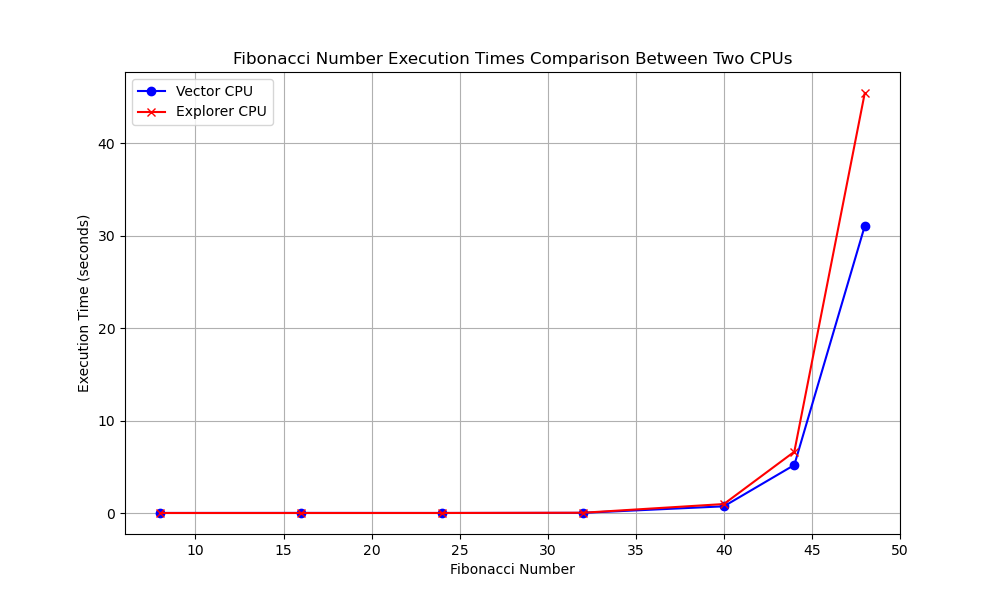 Fibonacci Number Execution Times Comparison Between Two CPUs
Vector CPU
Explorer CPU
Execution Time (seconds)
40
30
20
10
0
10 15 20 25 30 35 40 45 50
Fibonacci Number